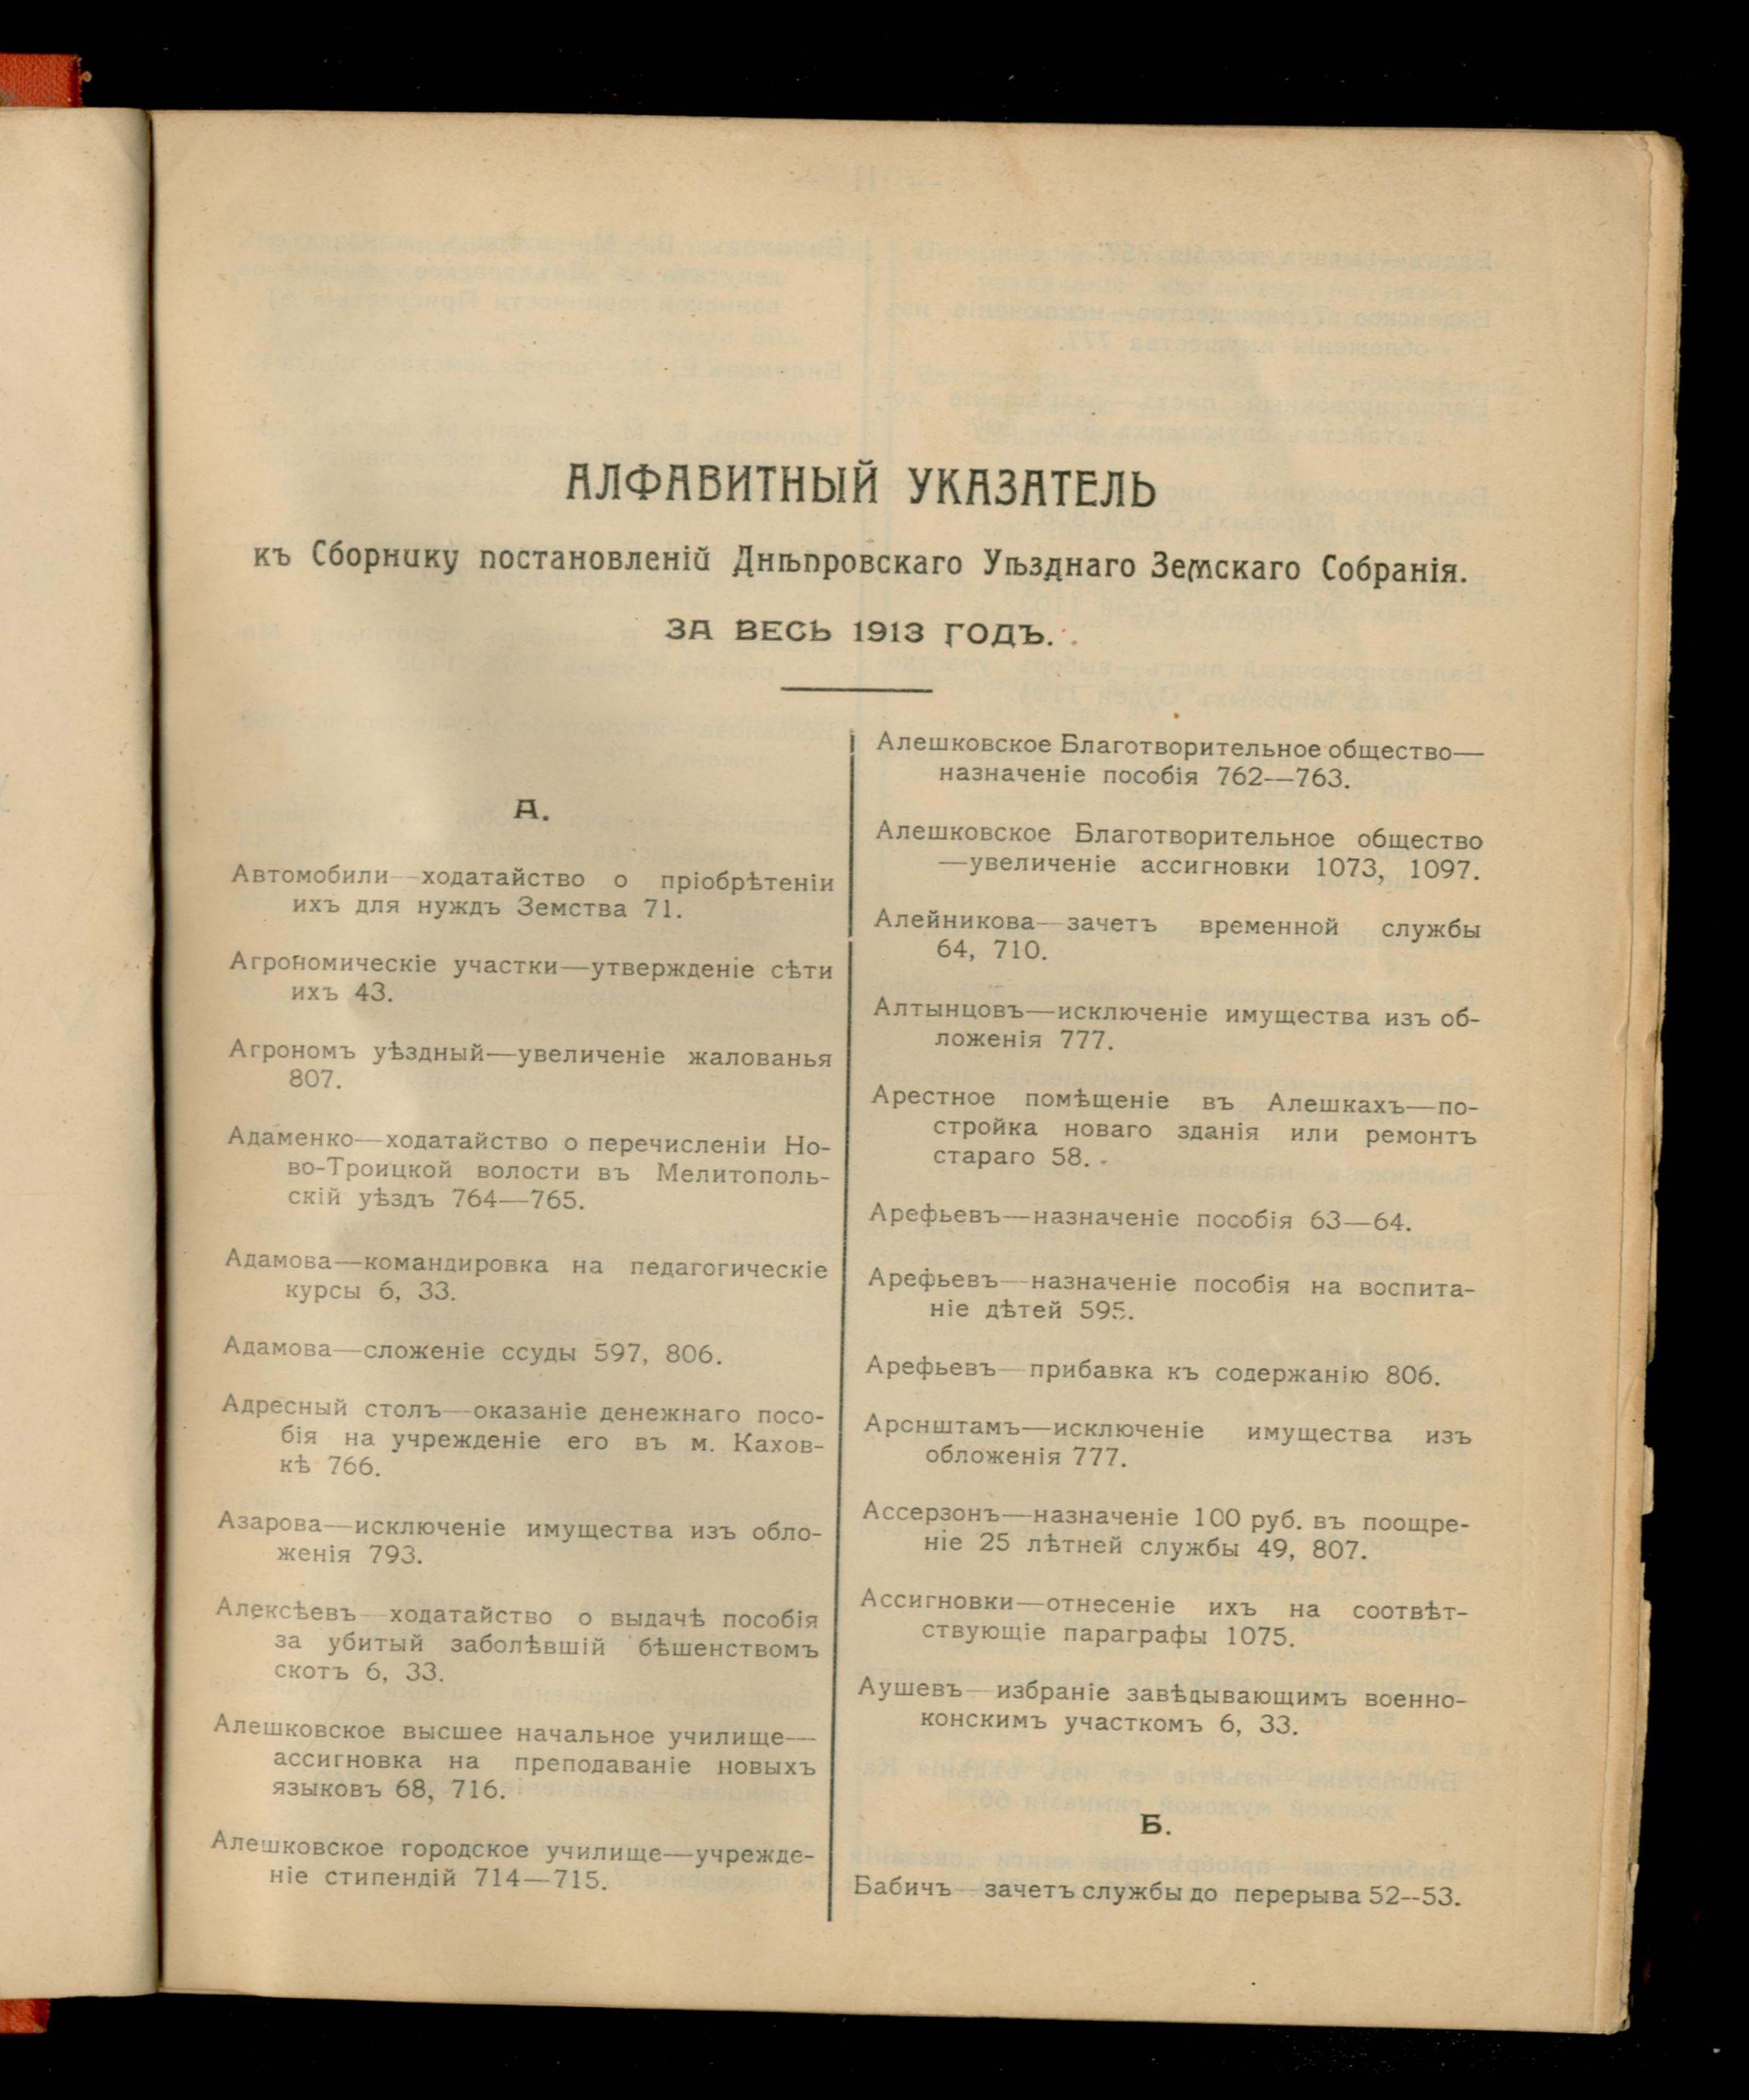 АЛФАВИТНЫЙ УКАЗАТЕЛЬ
къ Сборнику постановленій Днѣпровскаго Уѣзднаго Земскаго Собранія.
ЗА ВЕСЬ 1913 ГОДЪ.
А.
Автомобили—ходатайство о пріобрѣтеніи
ихъ для нуждъ Земства 71.
Агрономическіе участки—утвержденіе сѣти
ихъ 43.
Агрономъ уѣздный—увеличеніе жалованья
807.
Адаменко—ходатайство о перечисленіи Но-
во-Троицкой волости въ Мелитополь-
скій уѣздъ 764—765.
Адамова—командировка на педагогическіе
курсы 6, 33.
Адамова—сложеніе ссуды 597, 806.
Адресный столъ—оказаніе денежнаго посо-
бія на учрежденіе его въ м. Кахов-
кѣ 766.
Азарова—исключеніе имущества изъ обло-
женія 793.
Алексѣевъ—ходатайство о выдачѣ пособія
за убитый заболѣвшій бѣшенствомъ
скотъ 6, 33.
Алешковское высшее начальное училище—
ассигновка на преподаваніе новыхъ
языковъ 68, 716.
Алешковское городское училище—учрежде-
ніе стипендій 714—715.
Алешковское Благотворительное общество—
назначеніе пособія 762—763.
Алешковское Благотворительное общество
—увеличеніе ассигновки 1073, 1097.
Алейникова—зачетъ временной службы
64, 710.
Алтынцовъ—исключеніе имущества изъ об-
ложенія 777.
Арестное помѣщеніе въ Алешкахъ—по-
стройка новаго зданія или ремонтъ
стараго 58.
Арефьевъ—назначеніе пособія 63—64.
Арефьевъ—назначеніе пособія на воспита-
ніе дѣтей 595.
Арефьевъ—прибавка къ содержанію 806.
Арснштамъ—исключеніе имущества изъ
обложенія 777.
Ассерзонъ—назначеніе 100 руб. въ поощре-
ніе 25 лѣтней службы 49, 807.
Ассигновки—отнесеніе ихъ на соотвѣт-
ствующіе параграфы 1075.
Аушевъ—избраніе завѣдывающимъ военно-
конскимъ участкомъ 6, 33.
Б.
Бабичъ—зачетъ службы до перерыва 52--53.